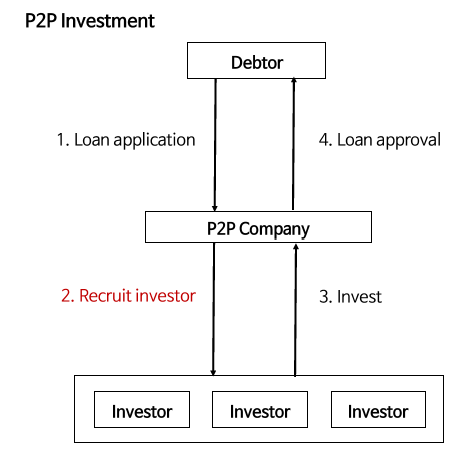 P2P Investment
Debtor
1. Loan application
4. Loan approval
P2P Company
2. Recruit investor
3. Invest
Investor
Investor
Investor